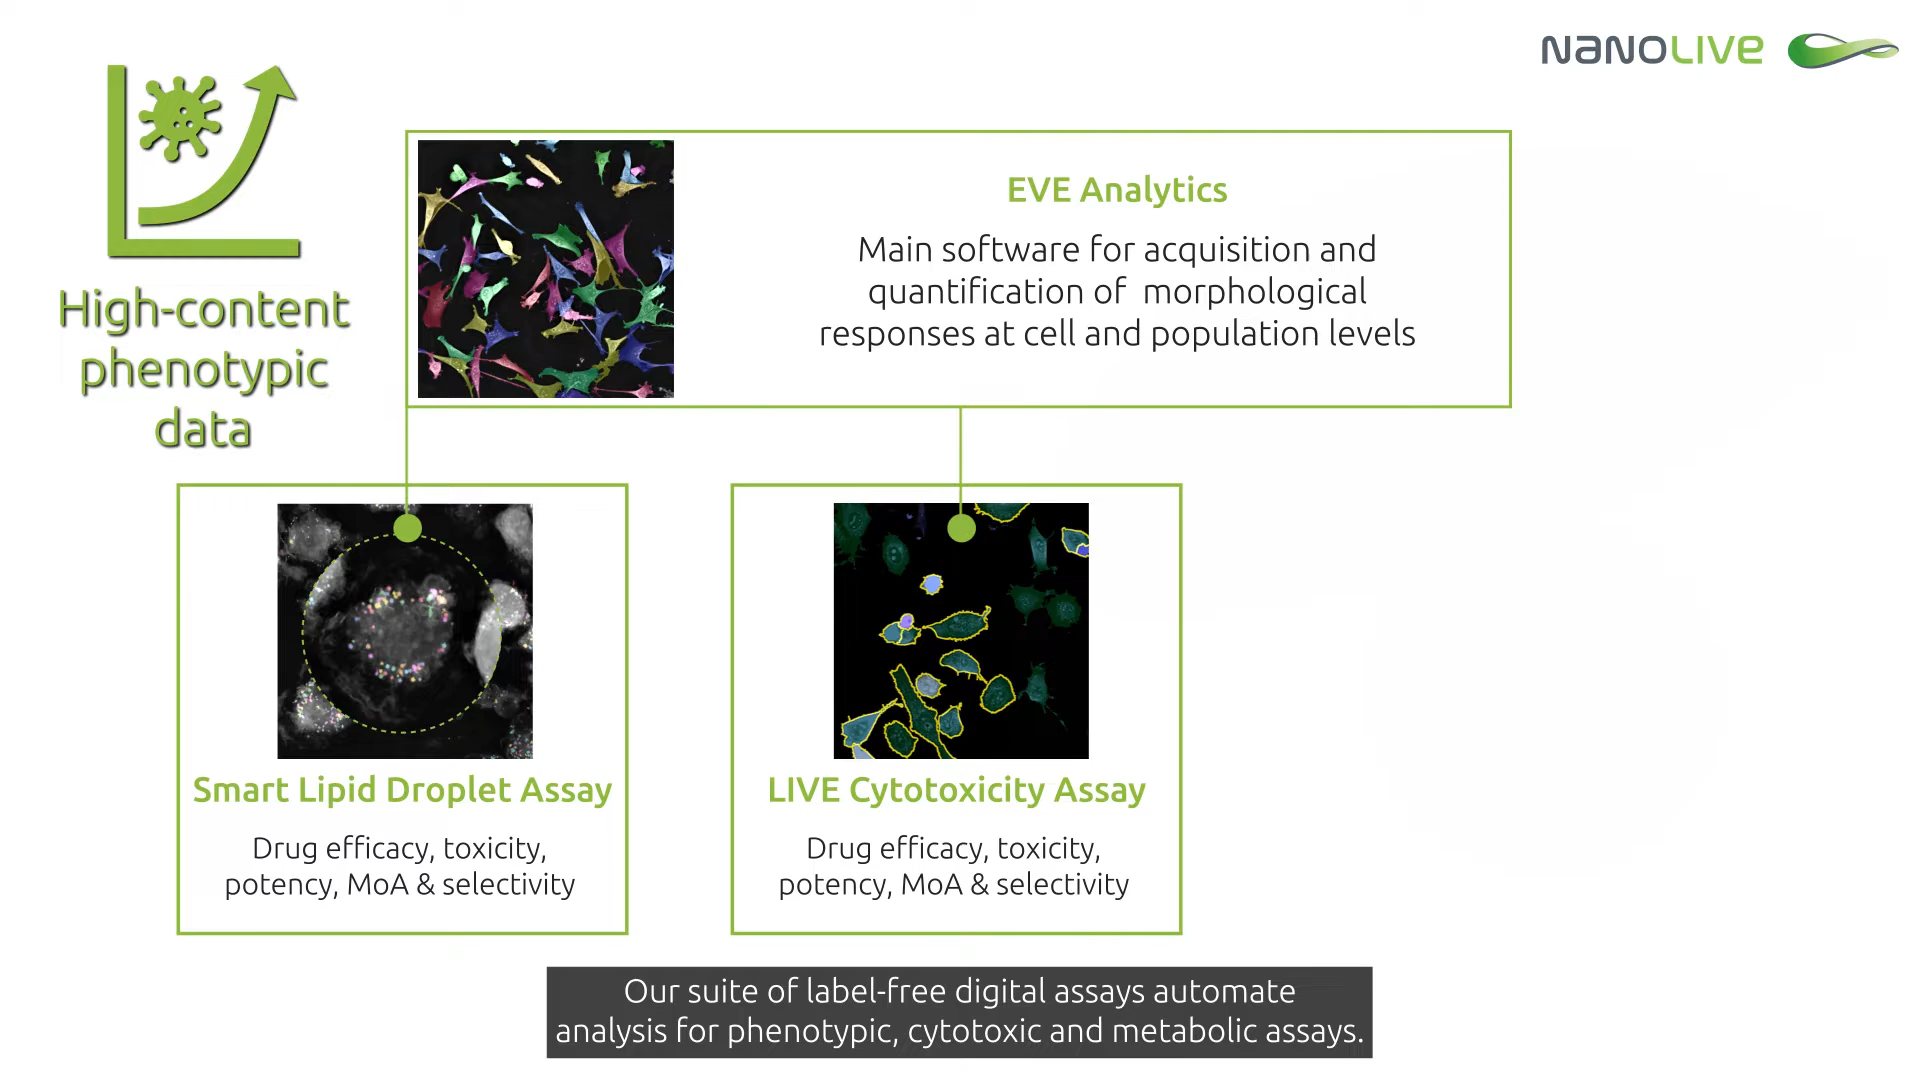 NANOLIVE
High-content
phenotypic
data
EVE Analytics
Main software for acquisition and
quantification of morphological
responses at cell and population levels
Smart Lipid Droplet Assay
Drug efficacy, toxicity,
potency, MoA & selectivity
LIVE Cytotoxicity Assay
Drug efficacy, toxicity,
potency, MoA & selectivity
Our suite of label-free digital assays automate
analysis for phenotypic, cytotoxic and metabolic assays.